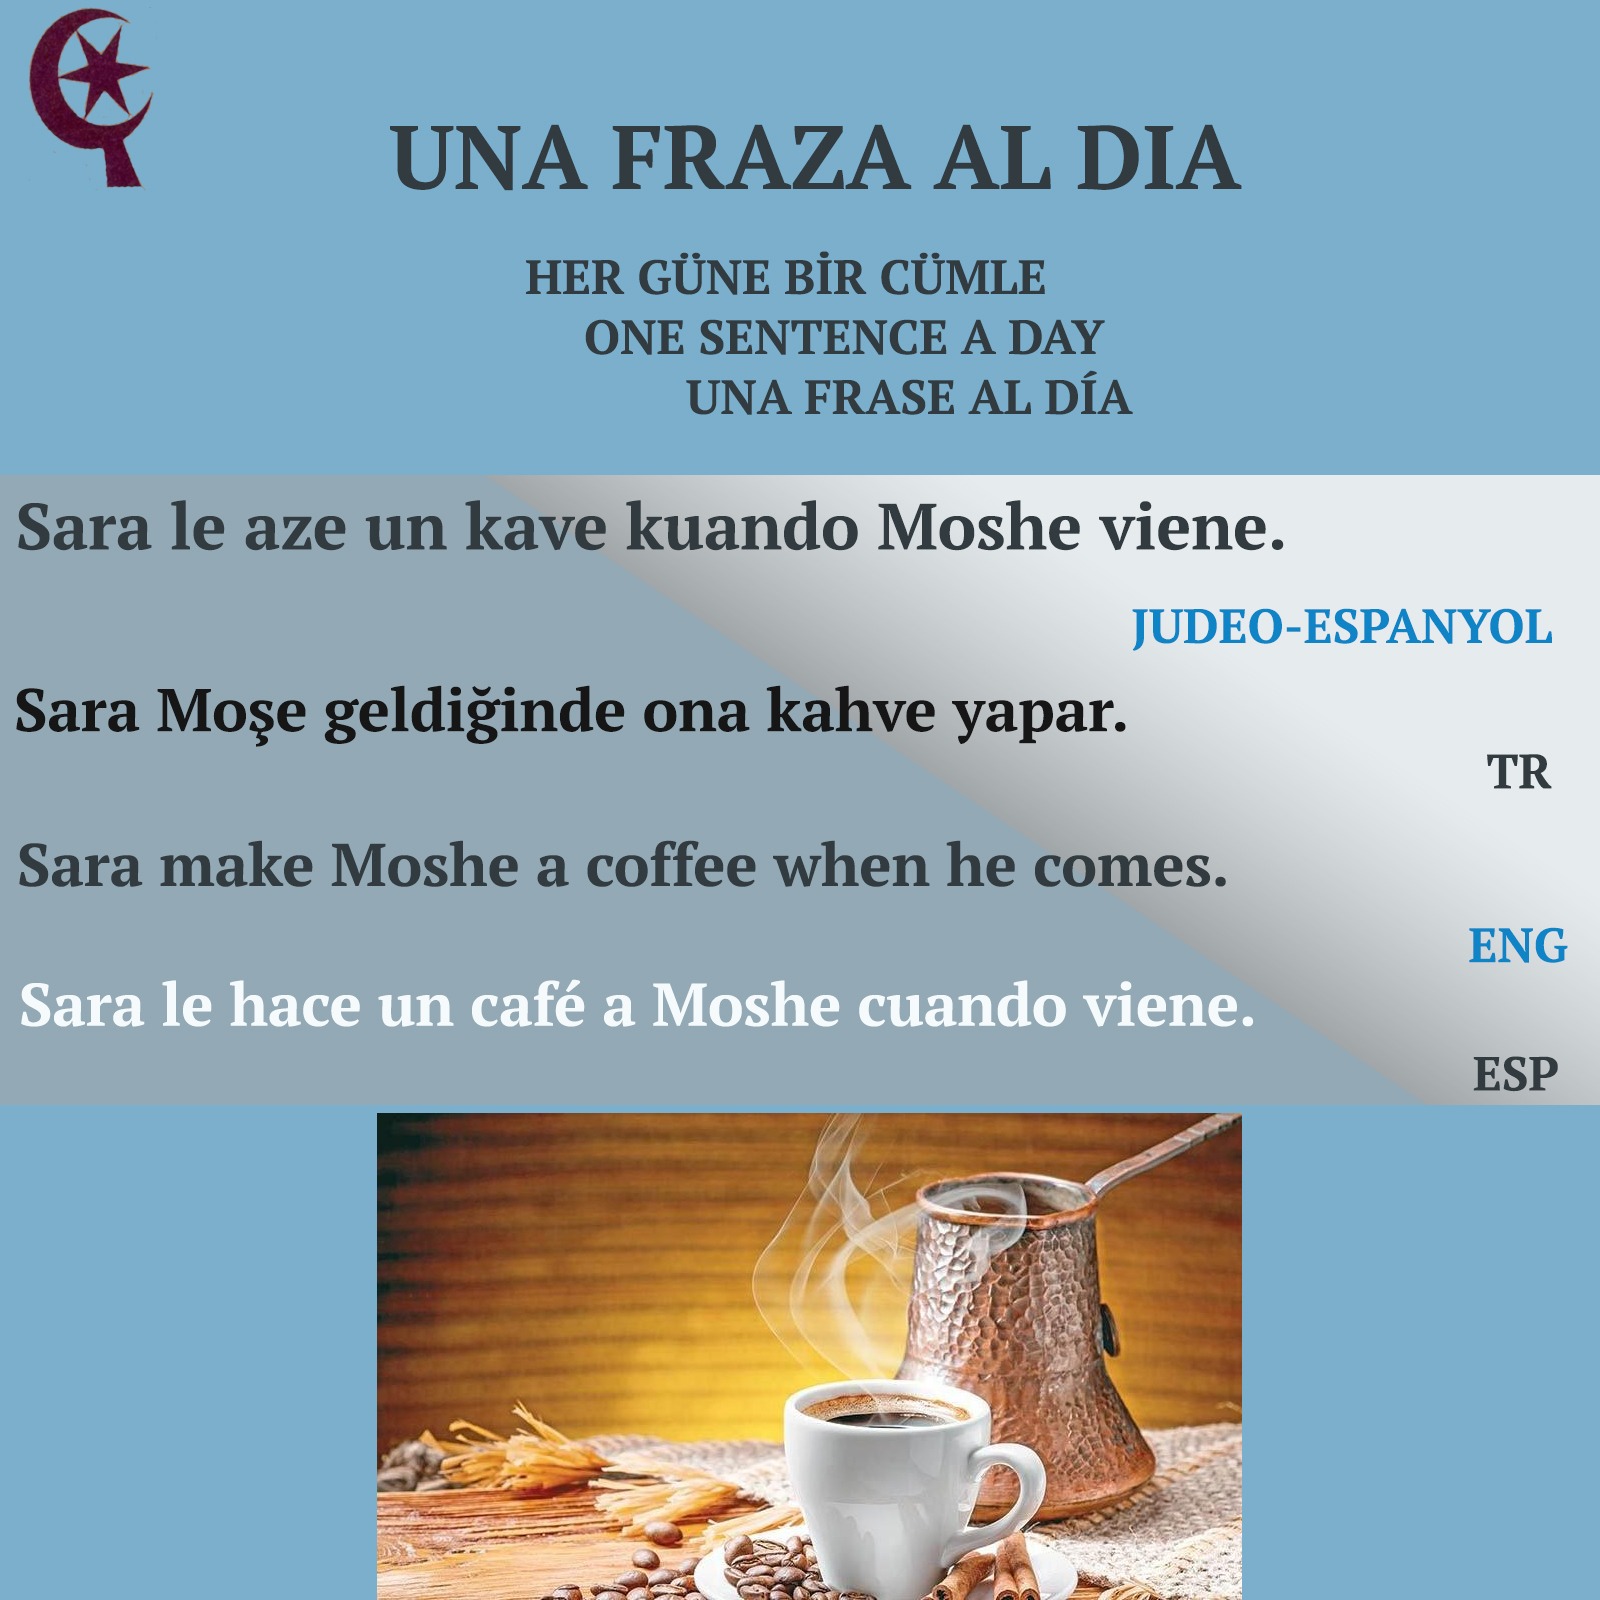 UNA FRAZA AL DIA
HER GÜNE BİR CÜMLE
ONE SENTENCE A DAY
UNA FRASE AL DÍA
Sara le aze un kave kuando Moshe viene.
JUDEO-ESPANYOL
Sara Moşe geldiğinde ona kahve yapar.
TR
Sara make Moshe a coffee when he comes.
ENG
Sara le hace un café a Moshe cuando viene.
ESP